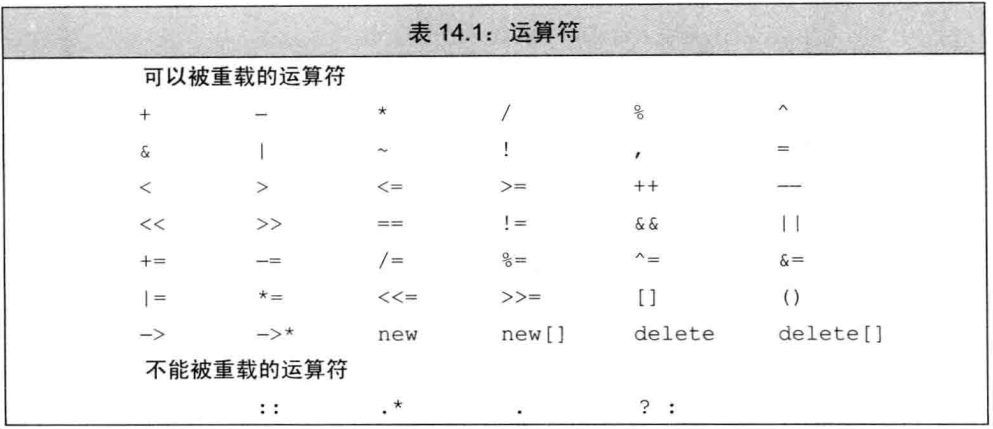 表 14.1：运算符
可以被重载的运算符
+ – * / % ^
& | ~ ! , =
< > <= >= ++ ––
<< >> == != && ||
+= –= /= %= ^= &=
|= *= <<= >>= [] ()
–> –>* new new[] delete delete[]
不能被重载的运算符
:: .* . ? :